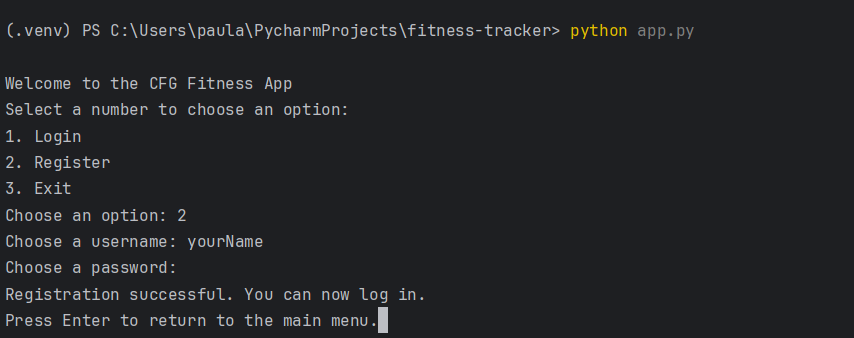 (.venv) PS C:\Users\paula\PycharmProjects\fitness-tracker> python app.py
Welcome to the CFG Fitness App
Select a number to choose an option:
1. Login
2. Register
3. Exit
Choose an option: 2
Choose a username: yourName
Choose a password:
Registration successful. You can now log in.
Press Enter to return to the main menu.